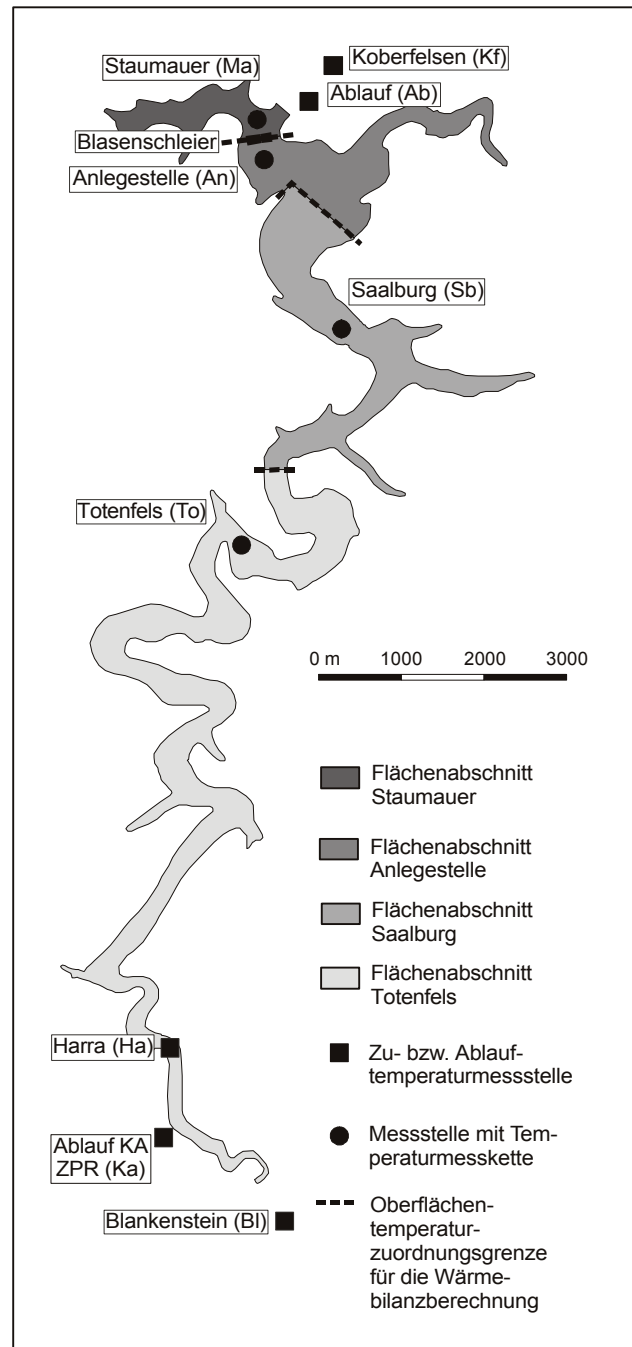 Koberfelsen (Kf)
Staumauer (Ma)
Ablauf (Ab)
Blasenschleier
Anlegestelle (An)
Saalburg (Sb)
Totenfels (To)
0 m 1000 2000 3000
Flächenabschnitt
Staumauer
Flächenabschnitt
Anlegestelle
Flächenabschnitt
Saalburg
Flächenabschnitt
Totenfels
Harra (Ha)
Zu- bzw. Ablauf-
temperaturmessstelle
Ablauf KA
ZPR (Ka)
Messstelle mit Tem-
peraturmesskette
Blankenstein (Bl)
Oberflächen-
temperatur-
zuordnungsgrenze
für die Wärme-
bilanzberechnung